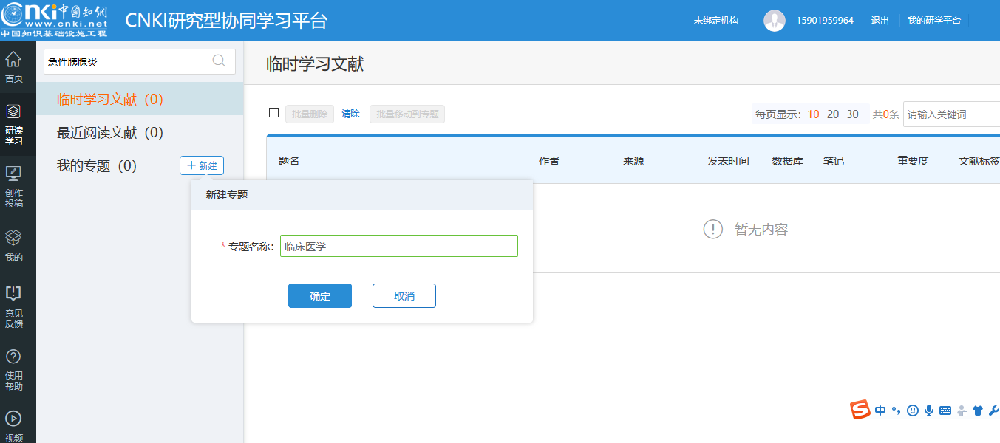 Cnki中国知网
www.cnki.net
中国知识基础设施工程
CNKI研究型协同学习平台
未绑定机构
15901959964
退出
我的研学平台
首页
研读
学习
创作
投稿
我的
意见
反馈
使用
帮助
视频
急性胰腺炎
临时学习文献（0）
最近阅读文献（0）
我的专题（0）
+ 新建
临时学习文献
批量删除
清除
批量移动到专题
每页显示： 10 20 30
共0条
请输入关键词
题名
作者
来源
发表时间
数据库
笔记
重要度
文献标签
新建专题
* 专题名称：
临床医学
确定
取消
暂无内容
S 中